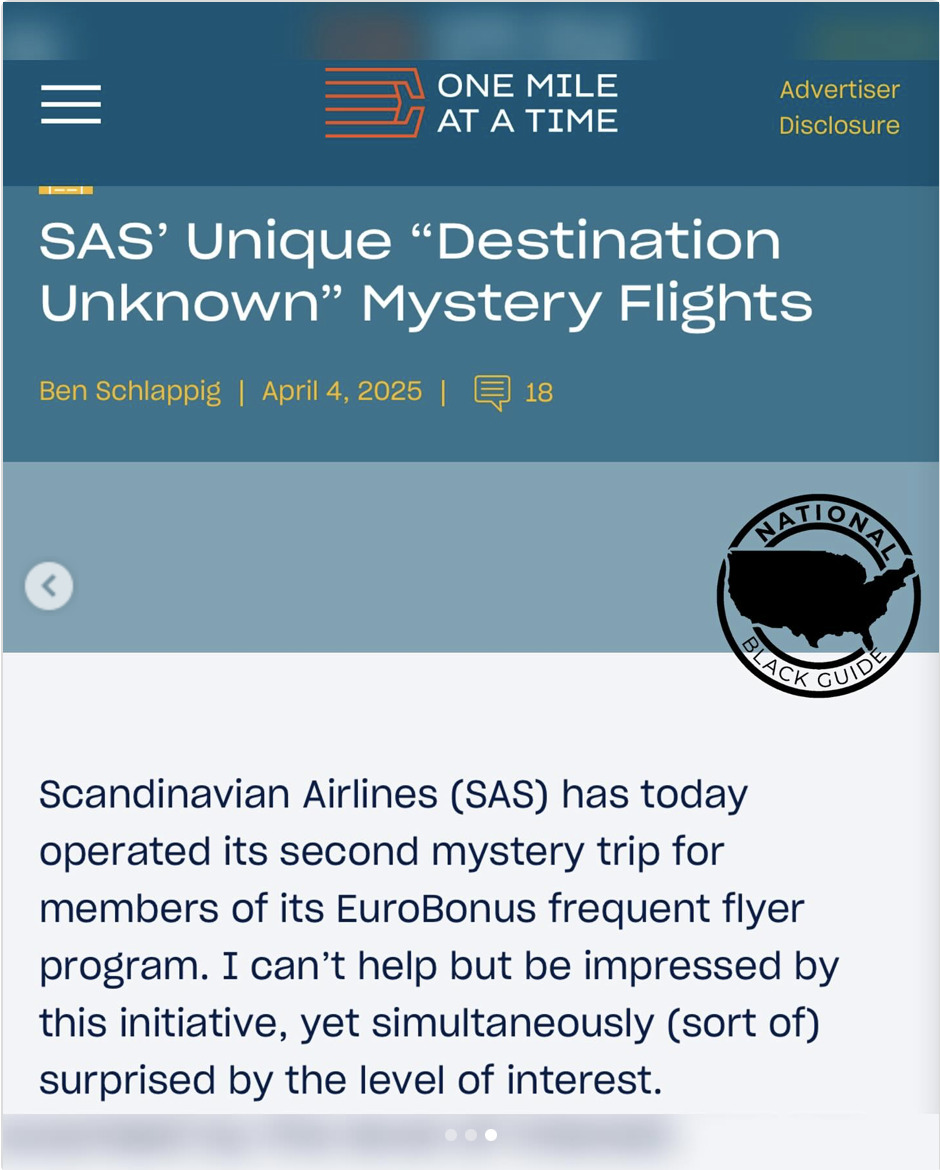 ONE MILE
AT A TIME
Advertiser
Disclosure
SAS’ Unique “Destination
Unknown” Mystery Flights
Ben Schlappig | April 4, 2025 | 18
NATIONAL
BLACK GUIDE
Scandinavian Airlines (SAS) has today
operated its second mystery trip for
members of its EuroBonus frequent flyer
program. I can’t help but be impressed by
this initiative, yet simultaneously (sort of)
surprised by the level of interest.